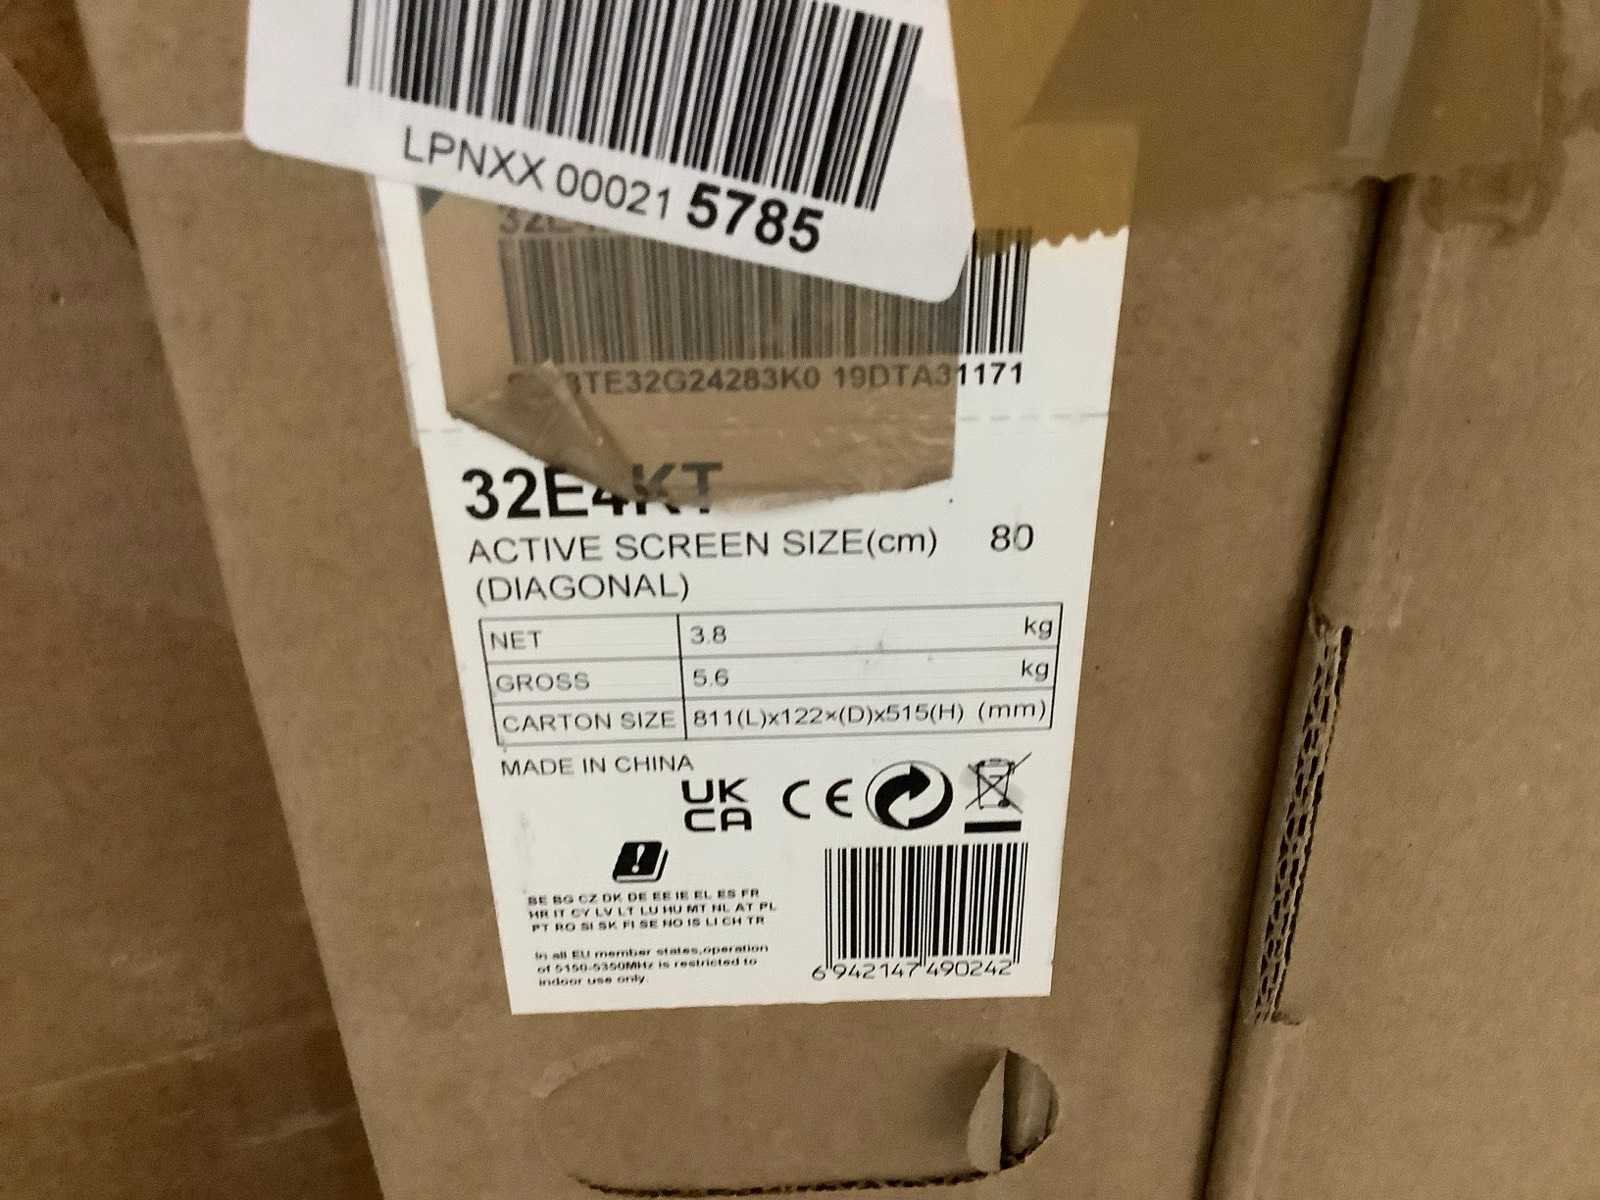 LPNXX 00021 5785
3TE32G24283K0 19DTA31171
32E4KT
ACTIVE SCREEN SIZE(cm) 80
(DIAGONAL)
NET 3.8 kg
GROSS 5.6 kg
CARTON SIZE 811(L)x122×(D)x515(H) (mm)
MADE IN CHINA
UK
CA
CE
BE BG CZ DK DE EE IE EL ES FR
HR IT CY LV LT LU HU MT NL AT PL
PT RO SI SK FI SE NO IS LI CH TR
In all EU member states,operation
of 5150-5350MHz is restricted to
indoor use only.
6 942147 490242